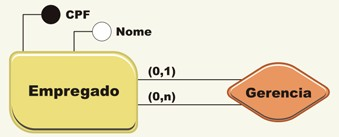 CPF
Nome
(0,1)
Empregado
Gerencia
(0,n)